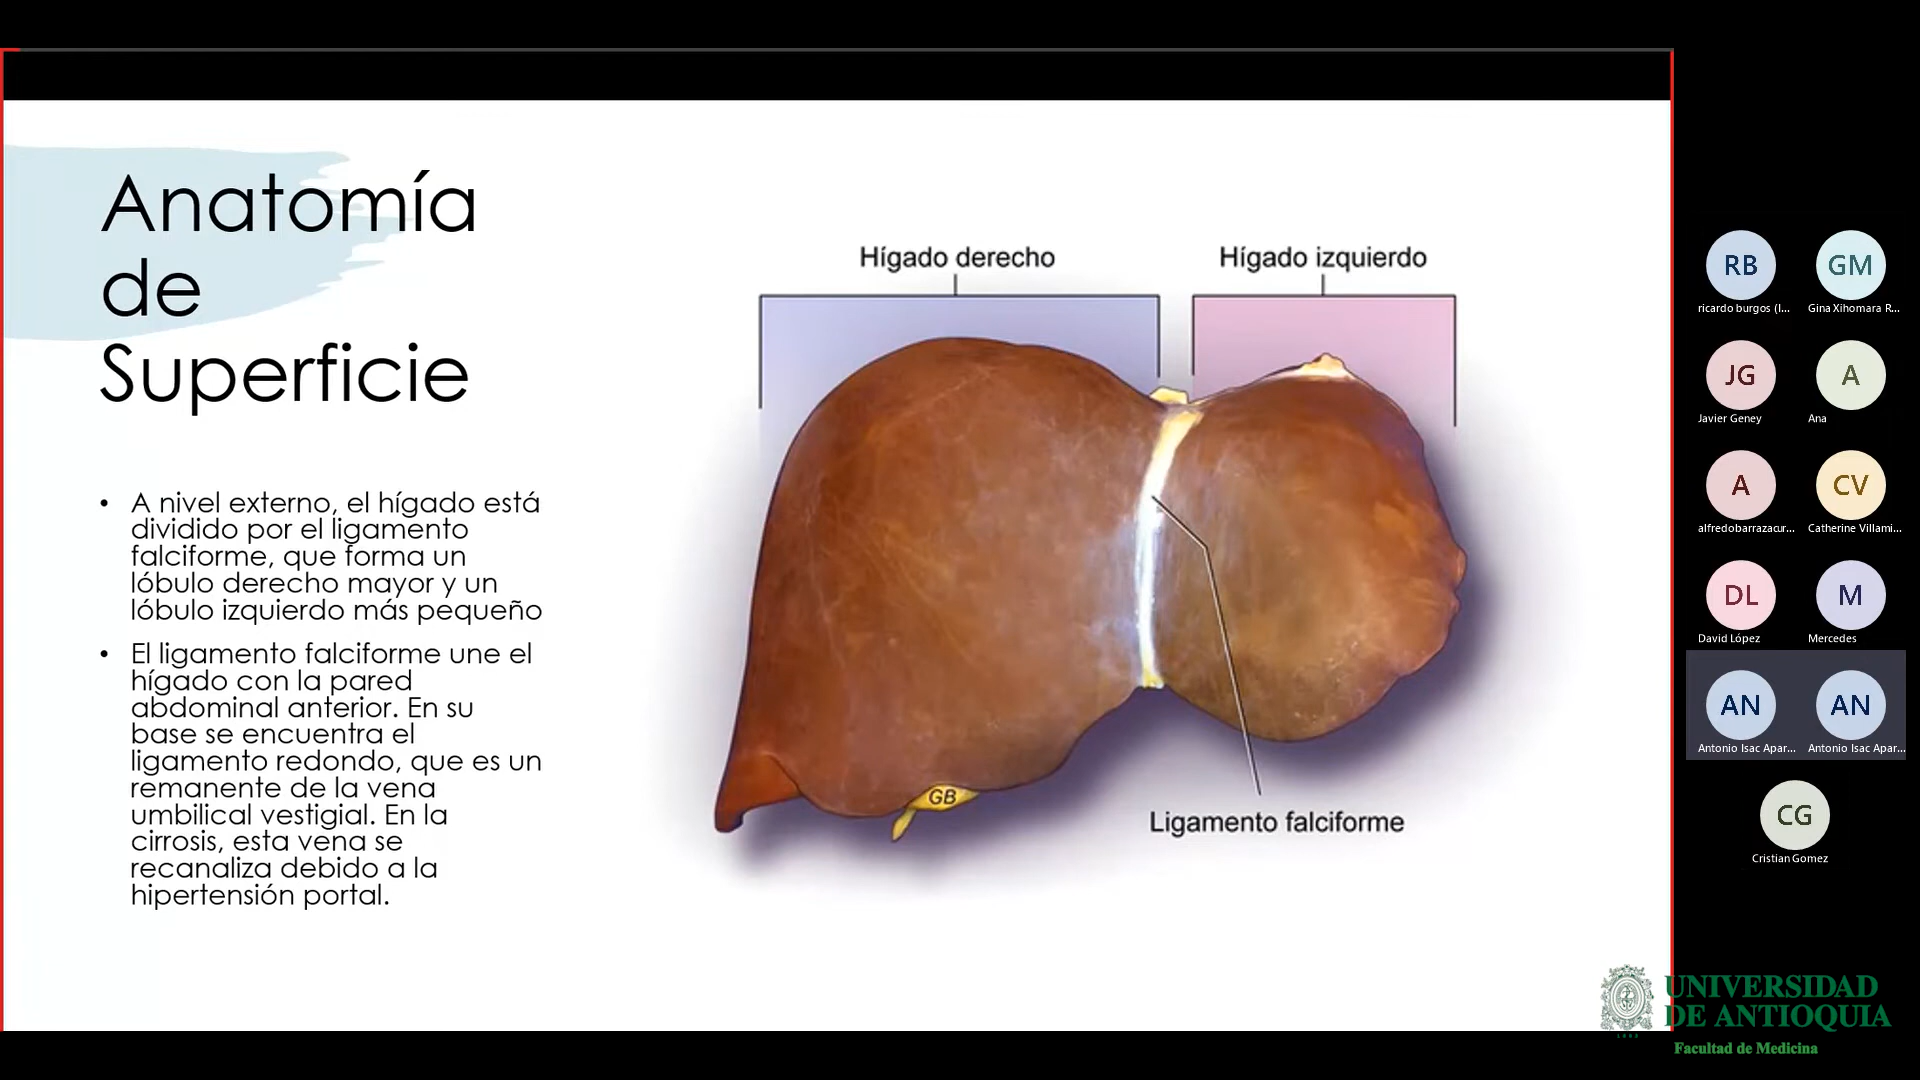 Anatomía
de
Superficie
• A nivel externo, el hígado está
dividido por el ligamento
falciforme, que forma un
lóbulo derecho mayor y un
lóbulo izquierdo más pequeño
• El ligamento falciforme une el
hígado con la pared
abdominal anterior. En su
base se encuentra el
ligamento redondo, que es un
remanente de la vena
umbilical vestigial. En la
cirrosis, esta vena se
recanaliza debido a la
hipertensión portal.
Hígado derecho
Hígado izquierdo
GB
Ligamento falciforme
RB
GM
ricardo burgos (I...
Gina Xihomara R...
JG
A
Javier Geney
Ana
A
CV
alfredobarrazacur...
Catherine Villami...
DL
M
David López
Mercedes
AN
AN
Antonio Isac Apar...
Antonio Isac Apar...
CG
Cristian Gomez
UNIVERSIDAD
DE ANTIOQUIA
Facultad de Medicina